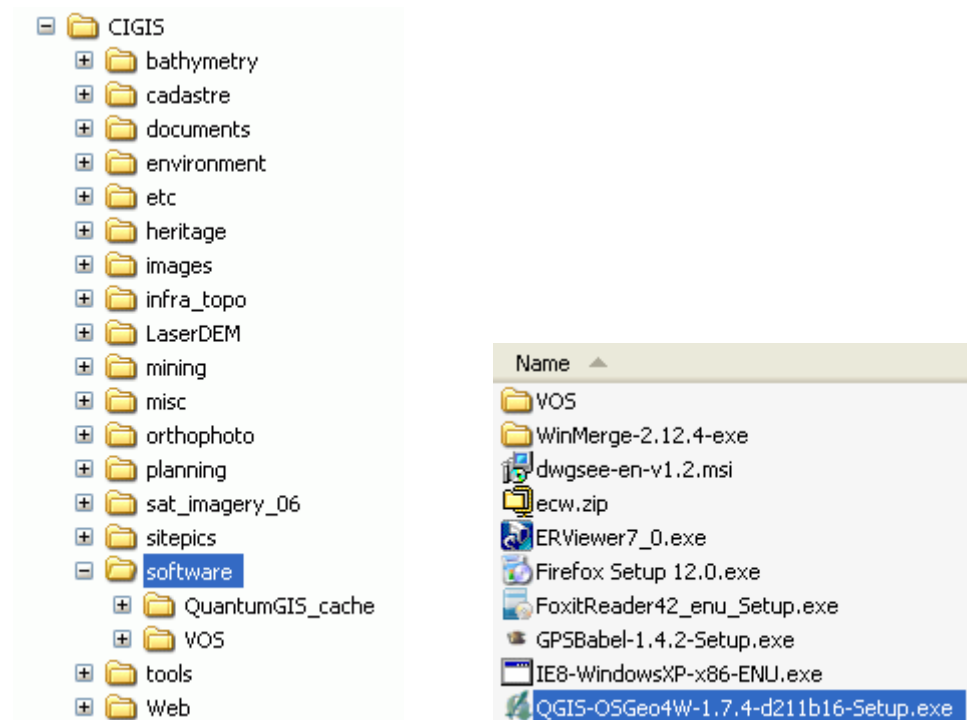 CIGIS
bathymetry
cadastre
documents
environment
etc
heritage
images
infra_topo
LaserDEM
mining
misc
orthophoto
planning
sat_imagery_06
sitepics
software
QuantumGIS_cache
VOS
tools
Web
Name
VOS
WinMerge-2.12.4-exe
dwgsee-en-v1.2.msi
ecw.zip
ERViewer7_0.exe
Firefox Setup 12.0.exe
FoxitReader42_enu_Setup.exe
GPSBabel-1.4.2-Setup.exe
IE8-WindowsXP-x86-ENU.exe
QGIS-OSGeo4W-1.7.4-d211b16-Setup.exe